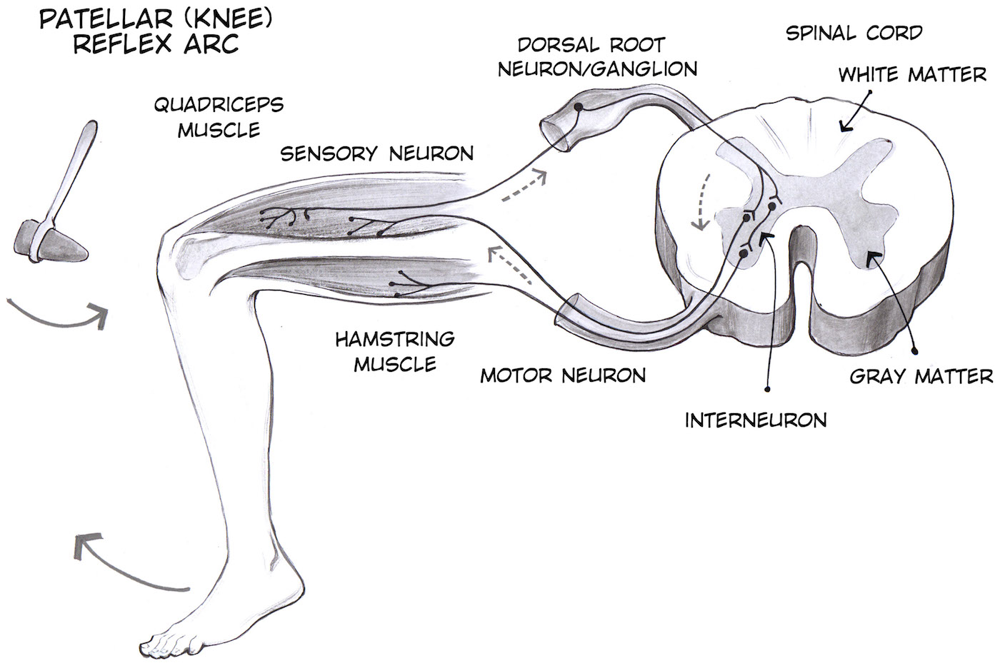 PATELLAR (KNEE)
REFLEX ARC
QUADRICEPS
MUSCLE
SENSORY NEURON
DORSAL ROOT
NEURON/GANGLION
SPINAL CORD
WHITE MATTER
HAMSTRING
MUSCLE
MOTOR NEURON
INTERNEURON
GRAY MATTER